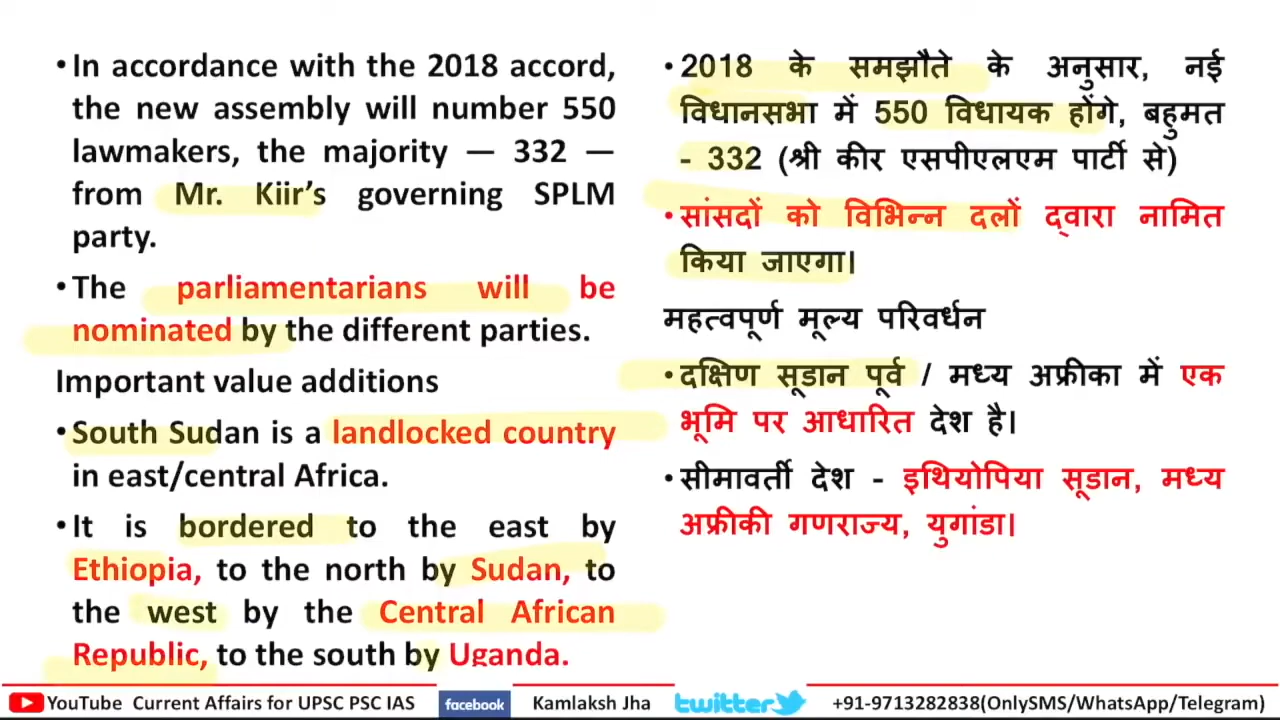 •In accordance with the 2018 accord,
the new assembly will number 550
lawmakers, the majority — 332 —
from Mr. Kiir’s governing SPLM
party.
•The parliamentarians will be
nominated by the different parties.
Important value additions
•South Sudan is a landlocked country
in east/central Africa.
•It is bordered to the east by
Ethiopia, to the north by Sudan, to
the west by the Central African
Republic, to the south by Uganda.
•2018 के समझौते के अनुसार, नई
विधानसभा में 550 विधायक होंगे, बहुमत
- 332 (श्री कीर एसपीएलएम पार्टी से)
•सांसदों को विभिन्न दलों द्वारा नामित
किया जाएगा।
महत्वपूर्ण मूल्य परिवर्धन
•दक्षिण सूडान पूर्व / मध्य अफ्रीका में एक
भूमि पर आधारित देश है।
•सीमावर्ती देश - इथियोपिया सूडान, मध्य
अफ्रीकी गणराज्य, युगांडा।
YouTube Current Affairs for UPSC PSC IAS facebook Kamlaksh Jha twitter +91-9713282838(OnlySMS/WhatsApp/Telegram)